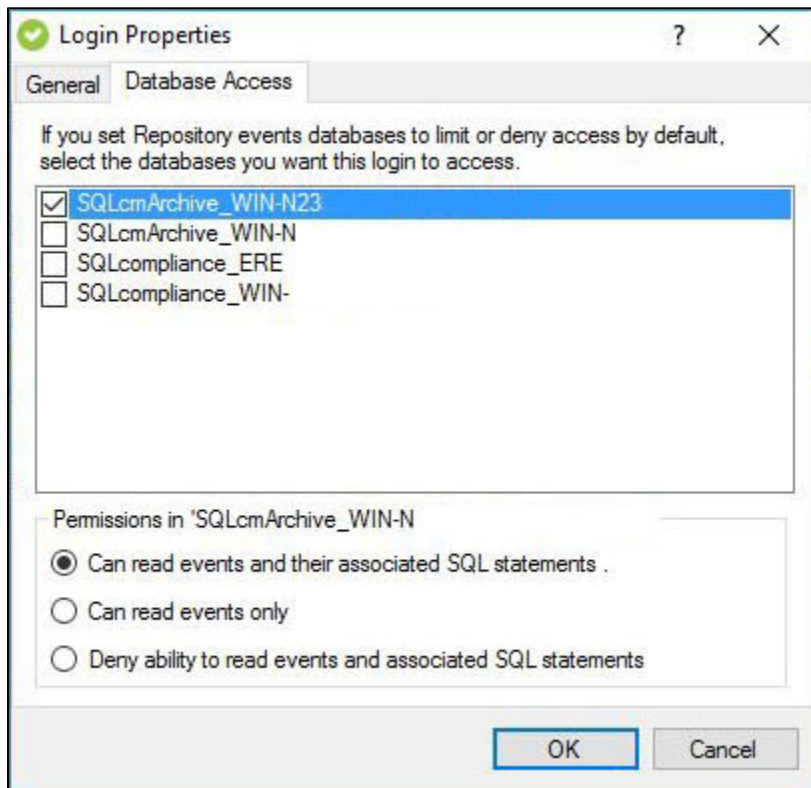 Login Properties
General
Database Access
If you set Repository events databases to limit or deny access by default,
select the databases you want this login to access.
SQLcmArchive_WIN-N23
SQLcmArchive_WIN-N
SQLcompliance_ERE
SQLcompliance_WIN-
Permissions in "SQLcmArchive_WIN-N
Can read events and their associated SQL statements .
Can read events only
Deny ability to read events and associated SQL statements
OK
Cancel